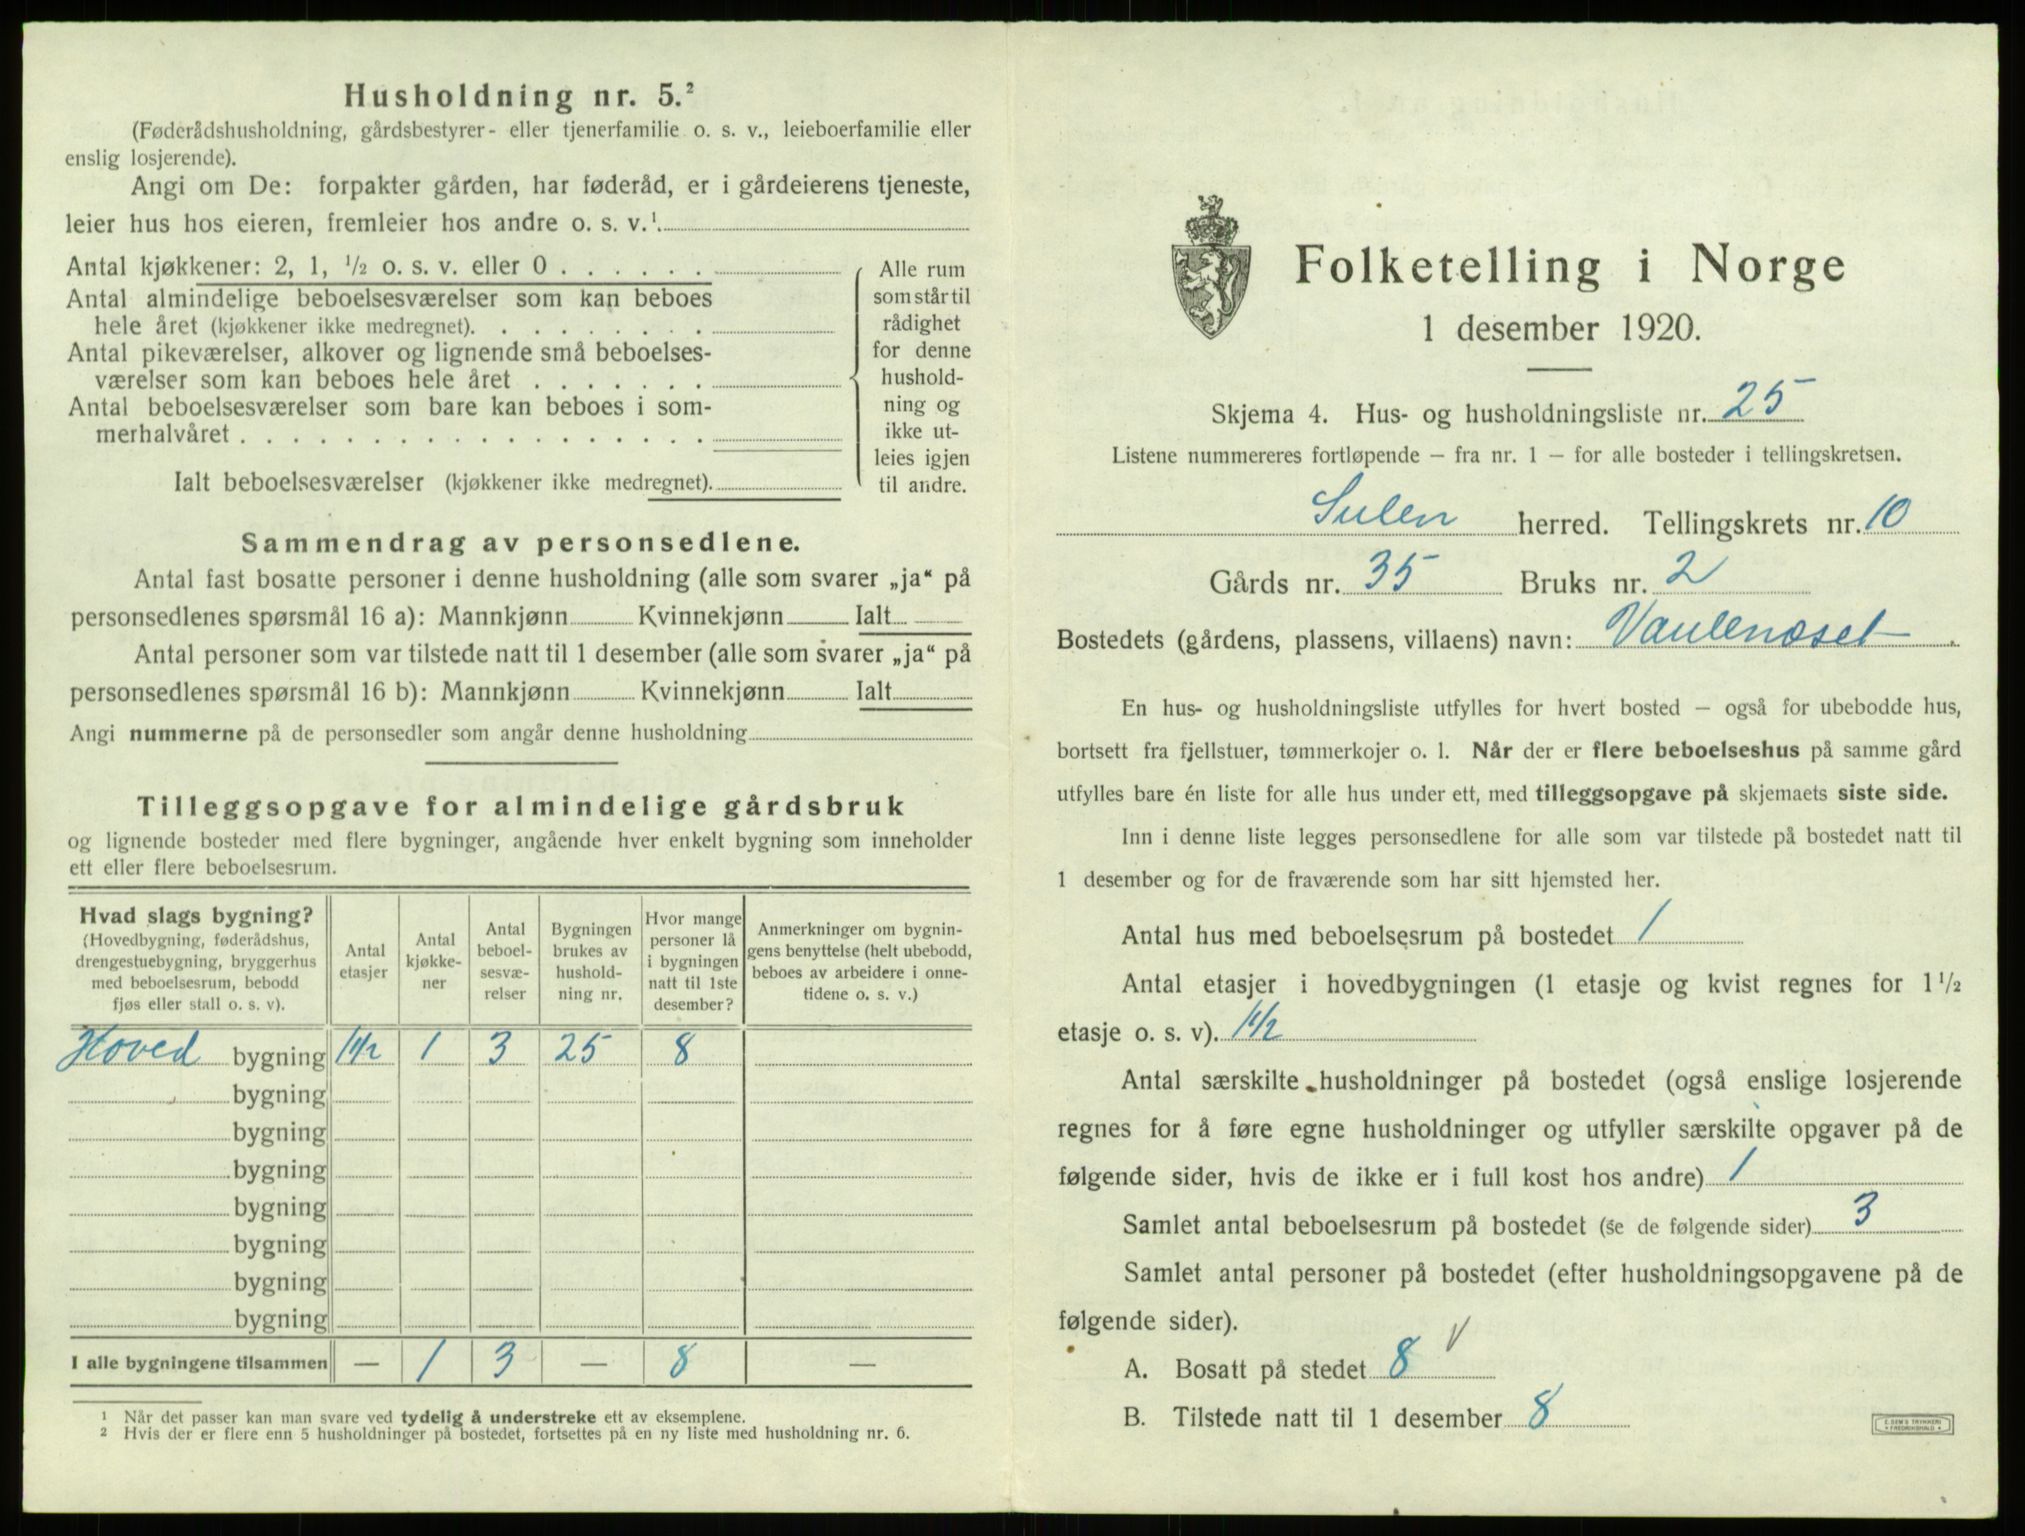 Husholdning nr. 5.²
(Føderådshusholdning, gårdsbestyrer- eller tjenerfamilie o. s. v., leieboerfamilie eller
enslig losjerende).
Angi om De: forpakter gården, har føderåd, er i gårdeierens tjeneste,
leier hus hos eieren, fremleier hos andre o. s. v.¹
Antal kjøkkener: 2, 1, ½ o. s. v. eller 0
Antal almindelige beboelsesværelser som kan beboes
hele året (kjøkkener ikke medregnet).
Antal pikeværelser, alkover og lignende små beboelses-
værelser som kan beboes hele året
Antal beboelsesværelser som bare kan beboes i som-
merhalvåret
Ialt beboelsesværelser (kjøkkener ikke medregnet).
Alle rum
som står til
rådighet
for denne
hushold-
ning og
ikke ut-
leies igjen
til andre.
Sammendrag av personsedlene.
Antal fast bosatte personer i denne husholdning (alle som svarer „ja“ på
personsedlenes spørsmål 16 a): Mannkjønn Kvinnekjønn Ialt
Antal personer som var tilstede natt til 1 desember (alle som svarer „ja“ på
personsedlenes spørsmål 16 b): Mannkjønn Kvinnekjønn Ialt
Angi nummerne på de personsedler som angår denne husholdning
Tilleggsopgave for almindelige gårdsbruk
og lignende bosteder med flere bygninger, angående hver enkelt bygning som inneholder
ett eller flere beboelsesrum.
Hvad slags bygning?
(Hovedbygning, føderådshus,
drengestuebygning, bryggerhus
med beboelsesrum, bebodd
fjøs eller stall o. s. v).
Antal
etasjer
Antal
kjøkke-
ner
Antal
beboel-
sesvæ-
relser
Bygningen
brukes av
hushold-
ning nr.
Hvor mange
personer lå
i bygningen
natt til 1ste
desember?
Anmerkninger om bygnin-
gens benyttelse (helt ubebodd,
beboes av arbeidere i onne-
tidene o. s. v.)
Hoved bygning 1½ 1 3 25 8
bygning
bygning
bygning
bygning
bygning
bygning
bygning
I alle bygningene tilsammen — 1 3 — 8 —
¹ Når det passer kan man svare ved tydelig å understreke ett av eksemplene.
² Hvis der er flere enn 5 husholdninger på bostedet, fortsettes på en ny liste med husholdning nr. 6.
Folketelling i Norge
1 desember 1920.
Skjema 4. Hus- og husholdningsliste nr. 25
Listene nummereres fortløpende – fra nr. 1 – for alle bosteder i tellingskretsen.
Sulen herred. Tellingskrets nr. 10
Gårds nr. 35 Bruks nr. 2
Bostedets (gårdens, plassens, villaens) navn: Vaulenæset
En hus- og husholdningsliste utfylles for hvert bosted – også for ubebodde hus,
bortsett fra fjellstuer, tømmerkojer o. l. Når der er flere beboelseshus på samme gård
utfylles bare én liste for alle hus under ett, med tilleggsopgave på skjemaets siste side.
Inn i denne liste legges personsedlene for alle som var tilstede på bostedet natt til
1 desember og for de fraværende som har sitt hjemsted her.
Antal hus med beboelsesrum på bostedet 1
Antal etasjer i hovedbygningen (1 etasje og kvist regnes for 1½
etasje o. s. v). 1½
Antal særskilte husholdninger på bostedet (også enslige losjerende
regnes for å føre egne husholdninger og utfyller særskilte opgaver på de
følgende sider, hvis de ikke er i full kost hos andre) 1
Samlet antal beboelsesrum på bostedet (se de følgende sider) 3
Samlet antal personer på bostedet (efter husholdningsopgavene på de
følgende sider).
A. Bosatt på stedet 8 V
B. Tilstede natt til 1 desember 8
E. SEM'S TRYKKERI
FREDRIKSHALD